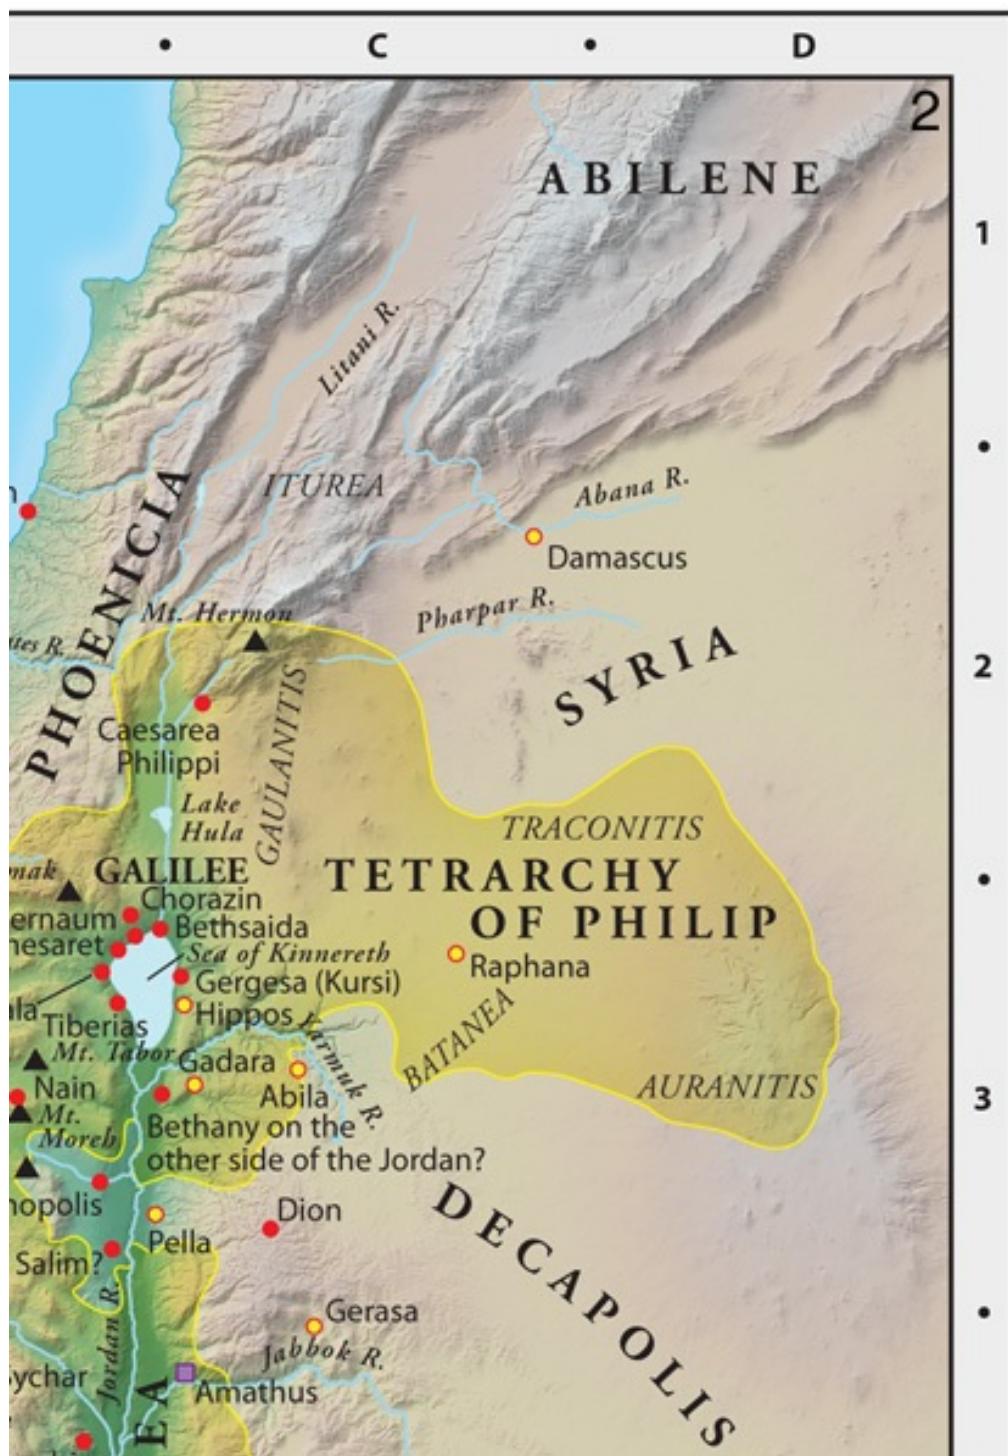 C
D
2
ABILENE
1
Litani R.
ITUREA
Abana R.
Damascus
PHOENICIA
Mt. Hermon
Pharpar R.
R.
SYRIA
2
Caesarea
Philippi
GAULANITIS
Lake
Hula
TRACONITIS
GALILEE
TETRARCHY
OF PHILIP
Chorazin
Bethsaida
Sea of Kinnereth
Raphana
Gergesa (Kursi)
Hippos
Tiberias
Yarmuk R.
BATANEA
Mt. Tabor
Gadara
Abila
AURANITIS
Nain
3
Mt.
Moreh
Bethany on the
other side of the Jordan?
DECAPOLIS
Dion
Pella
Salim?
Jordan R.
Gerasa
Jabbok R.
Amathus